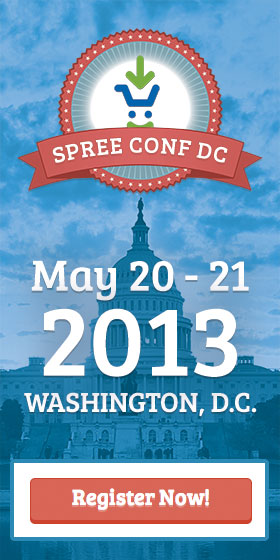 SPREE CONF DC
May 20 - 21
2013
WASHINGTON, D.C.
Register Now!